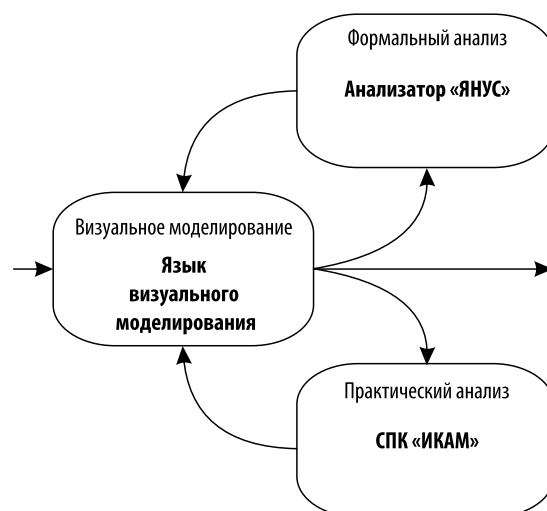 Формальный анализ
Анализатор «ЯНУС»
Визуальное моделирование
Язык
визуального
моделирования
Практический анализ
СПК «ИКАМ»